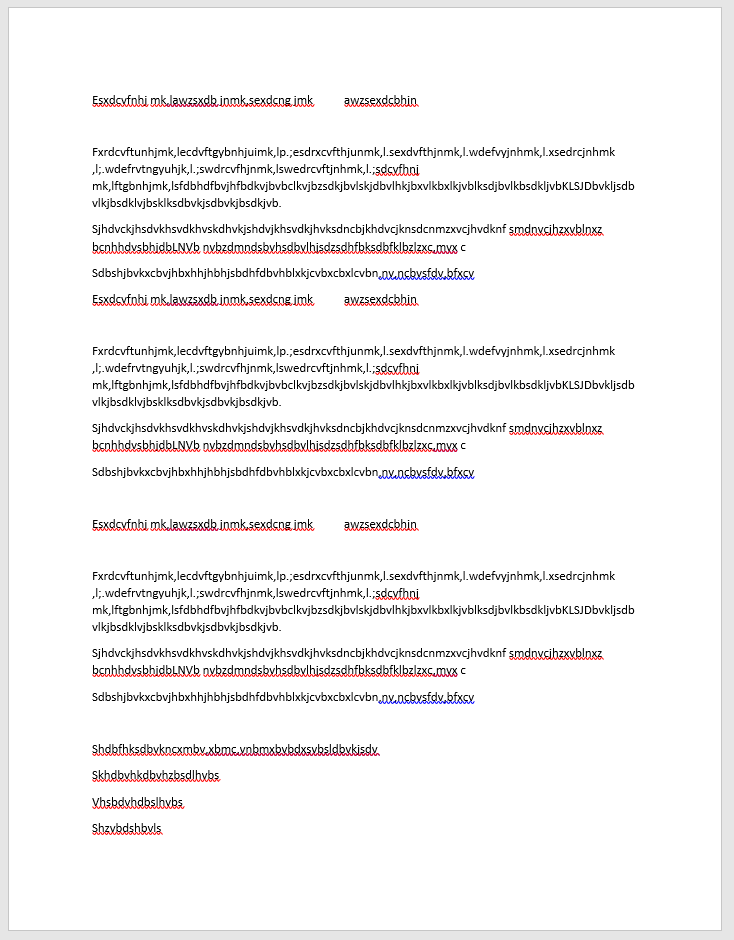 Esxdcvfnhj mk,lawzsxdb jnmk,sexdcng jmk awzsexdcbhjn
Fxrdcvftunhjmk,lecdvftgybnhjuimk,lp.;esdrxcvfthjunmk,l.sexdvfthjnmk,l.wdefvyjnhmk,l.xsedrcjnhmk
,l;.wdefrvtngyuhjk,l.;swdrcvfhjnmk,lswedrcvftjnhmk,l.;sdcvfhnj
mk,lftgbnhjmk,lsfdbhdfbvjhfbdkvjbvbclkvjbzsdkjbvlskjdbvlhkjbxvlkbxlkjvblksdjbvlkbsdkljvbKLSJDbvkljsdb
vlkjbsdklvjbsklksdbvkjsdbvkjbsdkjvb.
Sjhdvckjhsdvkhsvdkhvskdhvkjshdvjkhsvdkjhvksdncbjkhdvcjknsdcnmzxvcjhvdknf smdnvcjhzxvblnxz
bcnhhdvsbhjdbLNVb nvbzdmndsbvhsdbvlhjsdzsdhfbksdbfklbzlzxc,mvx c
Sdbshjbvkxcbvjhbxhhjhbhjsbdhfdbvhblxkjcvbxcbxlcvbn,nv,ncbvsfdv,bfxcv
Esxdcvfnhj mk,lawzsxdb jnmk,sexdcng jmk awzsexdcbhjn
Fxrdcvftunhjmk,lecdvftgybnhjuimk,lp.;esdrxcvfthjunmk,l.sexdvfthjnmk,l.wdefvyjnhmk,l.xsedrcjnhmk
,l;.wdefrvtngyuhjk,l.;swdrcvfhjnmk,lswedrcvftjnhmk,l.;sdcvfhnj
mk,lftgbnhjmk,lsfdbhdfbvjhfbdkvjbvbclkvjbzsdkjbvlskjdbvlhkjbxvlkbxlkjvblksdjbvlkbsdkljvbKLSJDbvkljsdb
vlkjbsdklvjbsklksdbvkjsdbvkjbsdkjvb.
Sjhdvckjhsdvkhsvdkhvskdhvkjshdvjkhsvdkjhvksdncbjkhdvcjknsdcnmzxvcjhvdknf smdnvcjhzxvblnxz
bcnhhdvsbhjdbLNVb nvbzdmndsbvhsdbvlhjsdzsdhfbksdbfklbzlzxc,mvx c
Sdbshjbvkxcbvjhbxhhjhbhjsbdhfdbvhblxkjcvbxcbxlcvbn,nv,ncbvsfdv,bfxcv
Esxdcvfnhj mk,lawzsxdb jnmk,sexdcng jmk awzsexdcbhjn
Fxrdcvftunhjmk,lecdvftgybnhjuimk,lp.;esdrxcvfthjunmk,l.sexdvfthjnmk,l.wdefvyjnhmk,l.xsedrcjnhmk
,l;.wdefrvtngyuhjk,l.;swdrcvfhjnmk,lswedrcvftjnhmk,l.;sdcvfhnj
mk,lftgbnhjmk,lsfdbhdfbvjhfbdkvjbvbclkvjbzsdkjbvlskjdbvlhkjbxvlkbxlkjvblksdjbvlkbsdkljvbKLSJDbvkljsdb
vlkjbsdklvjbsklksdbvkjsdbvkjbsdkjvb.
Sjhdvckjhsdvkhsvdkhvskdhvkjshdvjkhsvdkjhvksdncbjkhdvcjknsdcnmzxvcjhvdknf smdnvcjhzxvblnxz
bcnhhdvsbhjdbLNVb nvbzdmndsbvhsdbvlhjsdzsdhfbksdbfklbzlzxc,mvx c
Sdbshjbvkxcbvjhbxhhjhbhjsbdhfdbvhblxkjcvbxcbxlcvbn,nv,ncbvsfdv,bfxcv
Shdbfhksdbvkncxmbv,xbmc,vnbmxbvbdxsvbsldbvkjsdv
Skhdbvhkdbvhzbsdlhvbs
Vhsbdvhdbslhvbs
Shzvbdshbvls